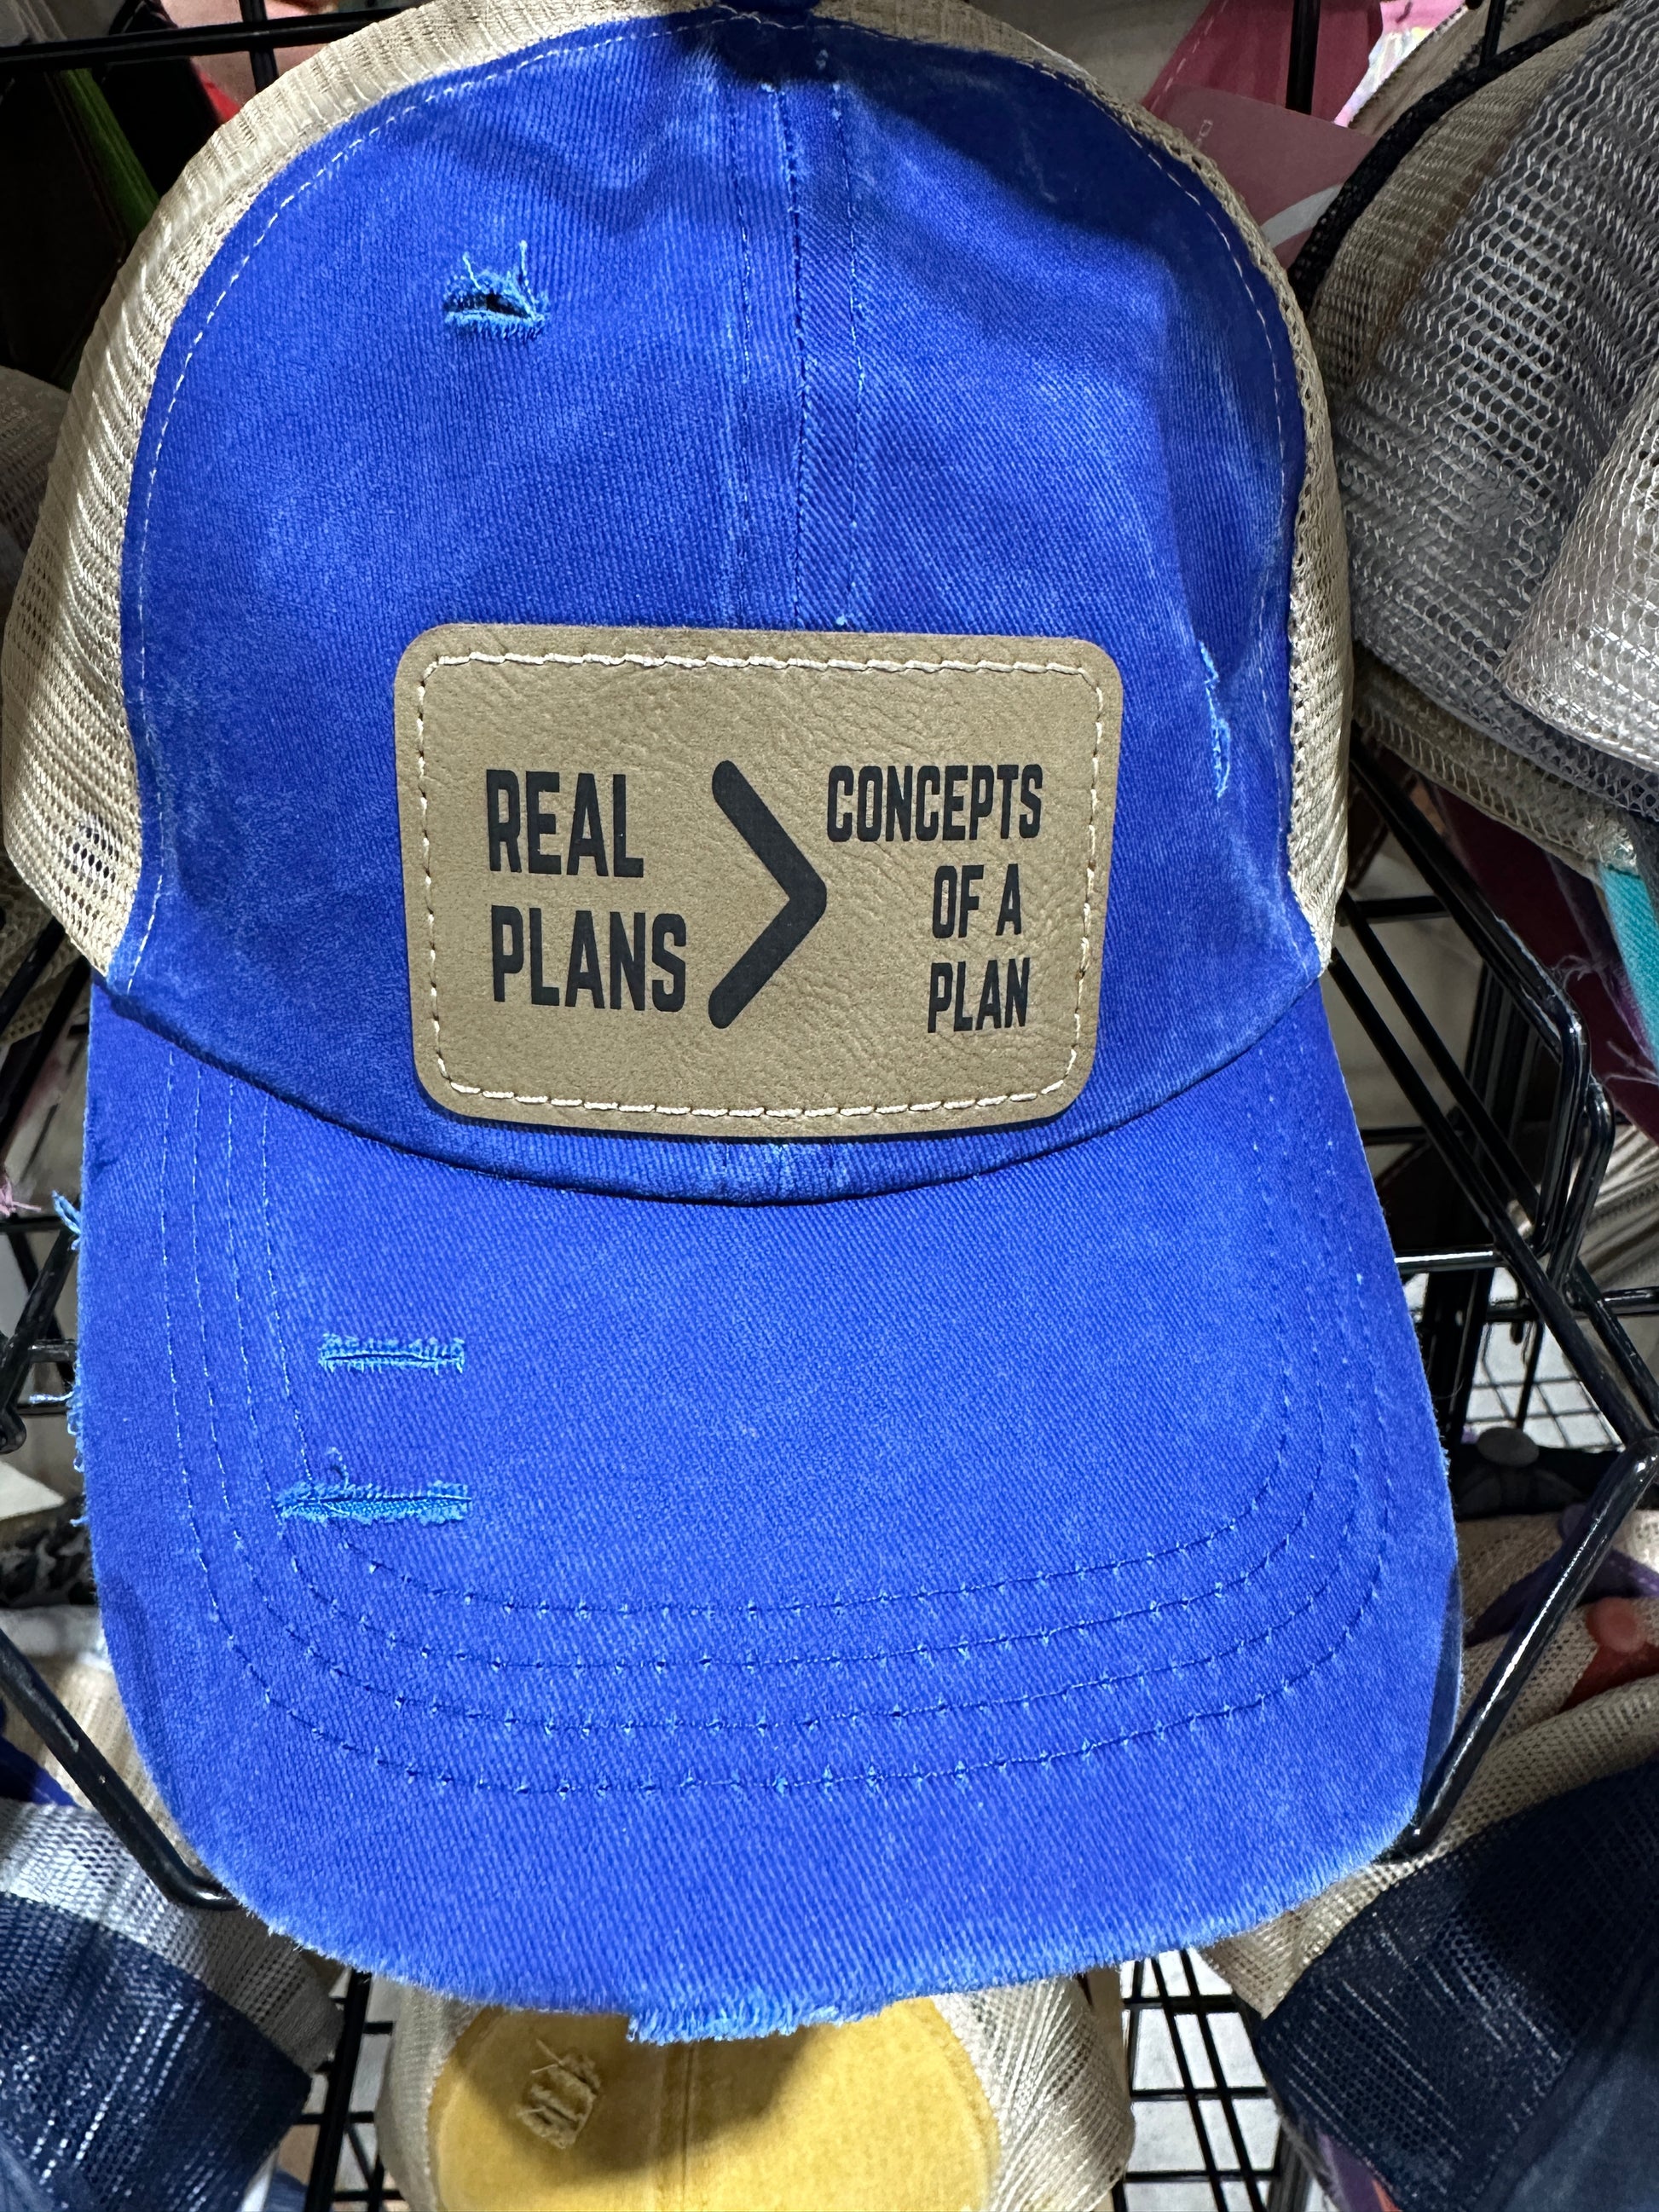 REAL
PLANS
>
CONCEPTS
OF A
PLAN